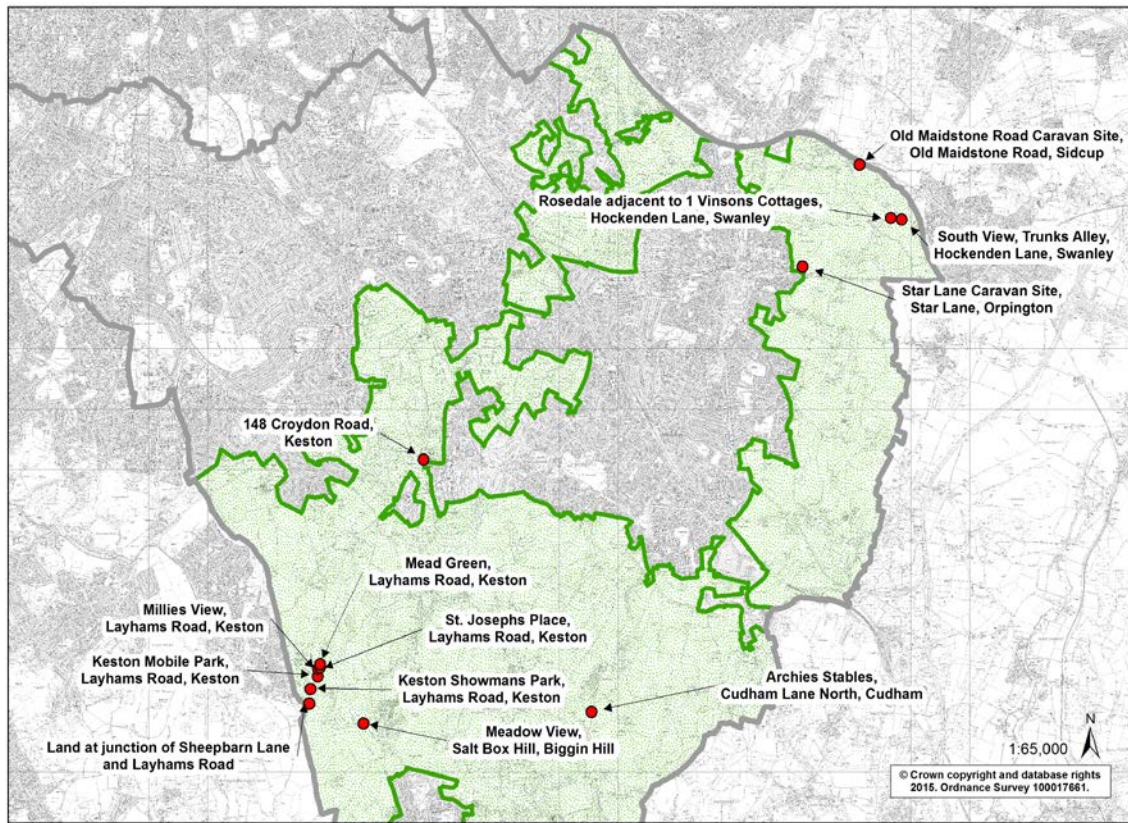 Old Maidstone Road Caravan Site,
Old Maidstone Road, Sidcup
Rosedale adjacent to 1 Vinsons Cottages,
Hockenden Lane, Swanley
South View, Trunks Alley,
Hockenden Lane, Swanley
Star Lane Caravan Site,
Star Lane, Orpington
148 Croydon Road,
Keston
Mead Green,
Layhams Road, Keston
Millies View,
Layhams Road, Keston
St. Josephs Place,
Layhams Road, Keston
Keston Mobile Park,
Layhams Road, Keston
Keston Showmans Park,
Layhams Road, Keston
Archies Stables,
Cudham Lane North, Cudham
Land at junction of Sheepbarn Lane
and Layhams Road
Meadow View,
Salt Box Hill, Biggin Hill
N
1:65,000
© Crown copyright and database rights
2015. Ordnance Survey 100017661.